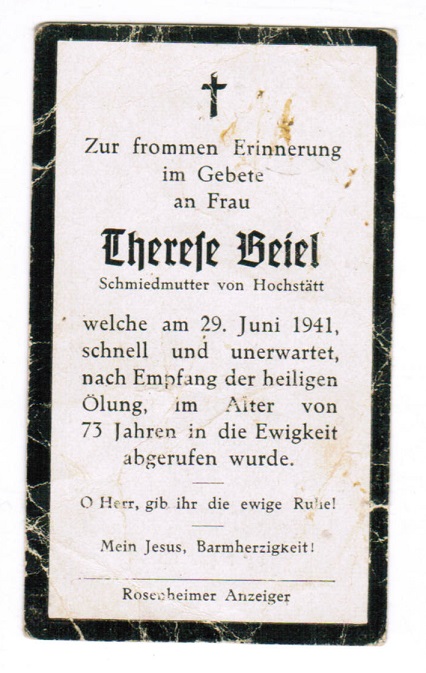 Zur frommen Erinnerung
im Gebete
an Frau
Therese Beiel
Schmiedmutter von Hochstätt
welche am 29. Juni 1941,
schnell und unerwartet,
nach Empfang der heiligen
Ölung, im Alter von
73 Jahren in die Ewigkeit
abgerufen wurde.
O Herr, gib ihr die ewige Ruhe!
Mein Jesus, Barmherzigkeit!
Rosenheimer Anzeiger